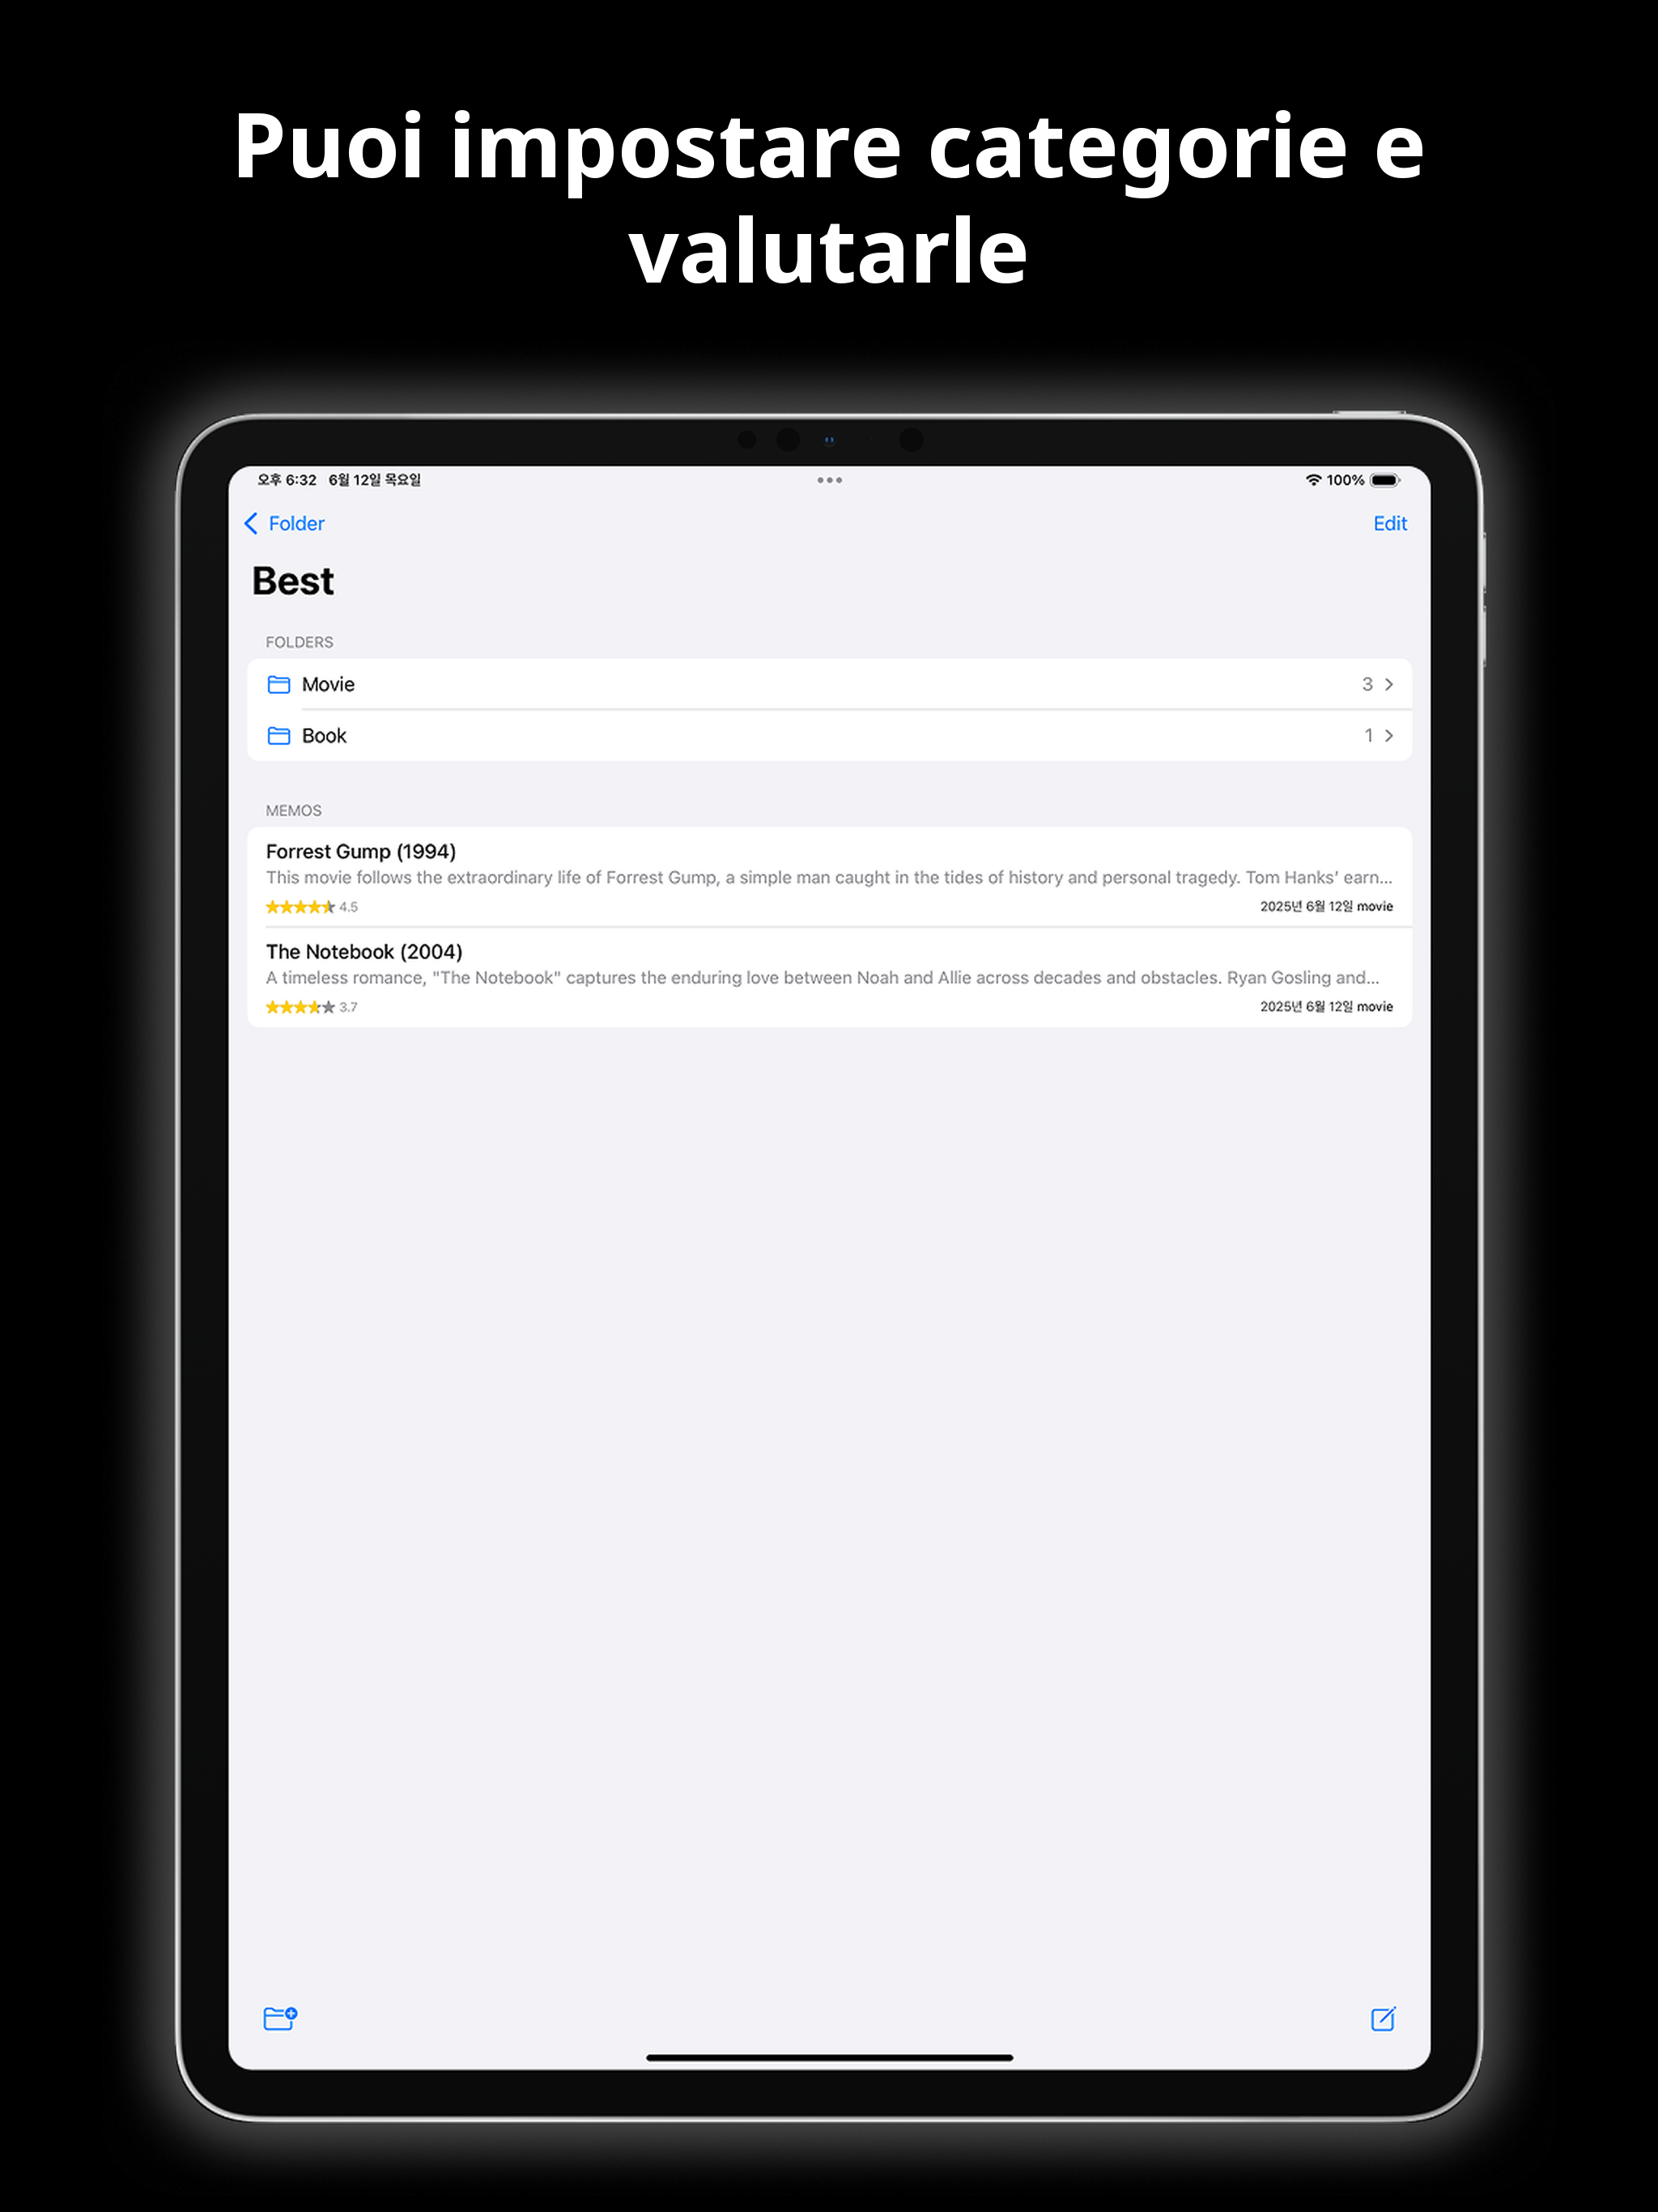 Puoi impostare categorie e
valutarle
오후 6:32 6월 12일 목요일
100%
Folder
Edit
Best
FOLDERS
Movie 3
Book 1
MEMOS
Forrest Gump (1994)
This movie follows the extraordinary life of Forrest Gump, a simple man caught in the tides of history and personal tragedy. Tom Hanks’ earn...
4.5 2025년 6월 12일 movie
The Notebook (2004)
A timeless romance, "The Notebook" captures the enduring love between Noah and Allie across decades and obstacles. Ryan Gosling and...
3.7 2025년 6월 12일 movie